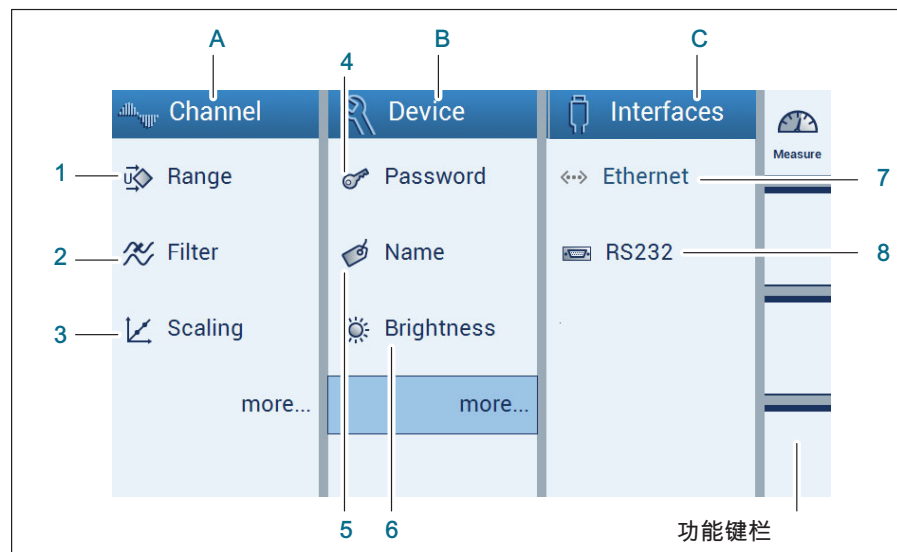 A B C
4
Channel Device Interfaces
Measure
1 Range Password Ethernet 7
2 Filter Name RS232 8
3 Scaling Brightness
more... more...
5 6 功能键栏